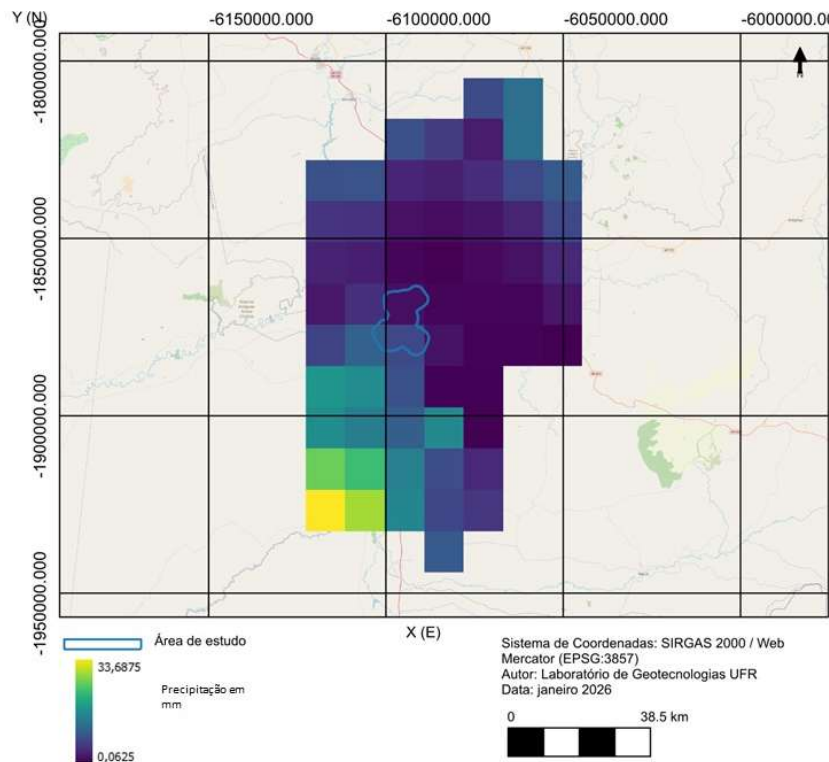 Y (N)
-6150000.000
-6100000.000
-6050000.000
-6000000.000
-1800000.000
-1850000.000
-1900000.000
-1950000.000
X (E)
Área de estudo
33,6875
Precipitação em
mm
0,0625
Sistema de Coordenadas: SIRGAS 2000 / Web
Mercator (EPSG:3857)
Autor: Laboratório de Geotecnologias UFR
Data: janeiro 2026
0
38.5 km